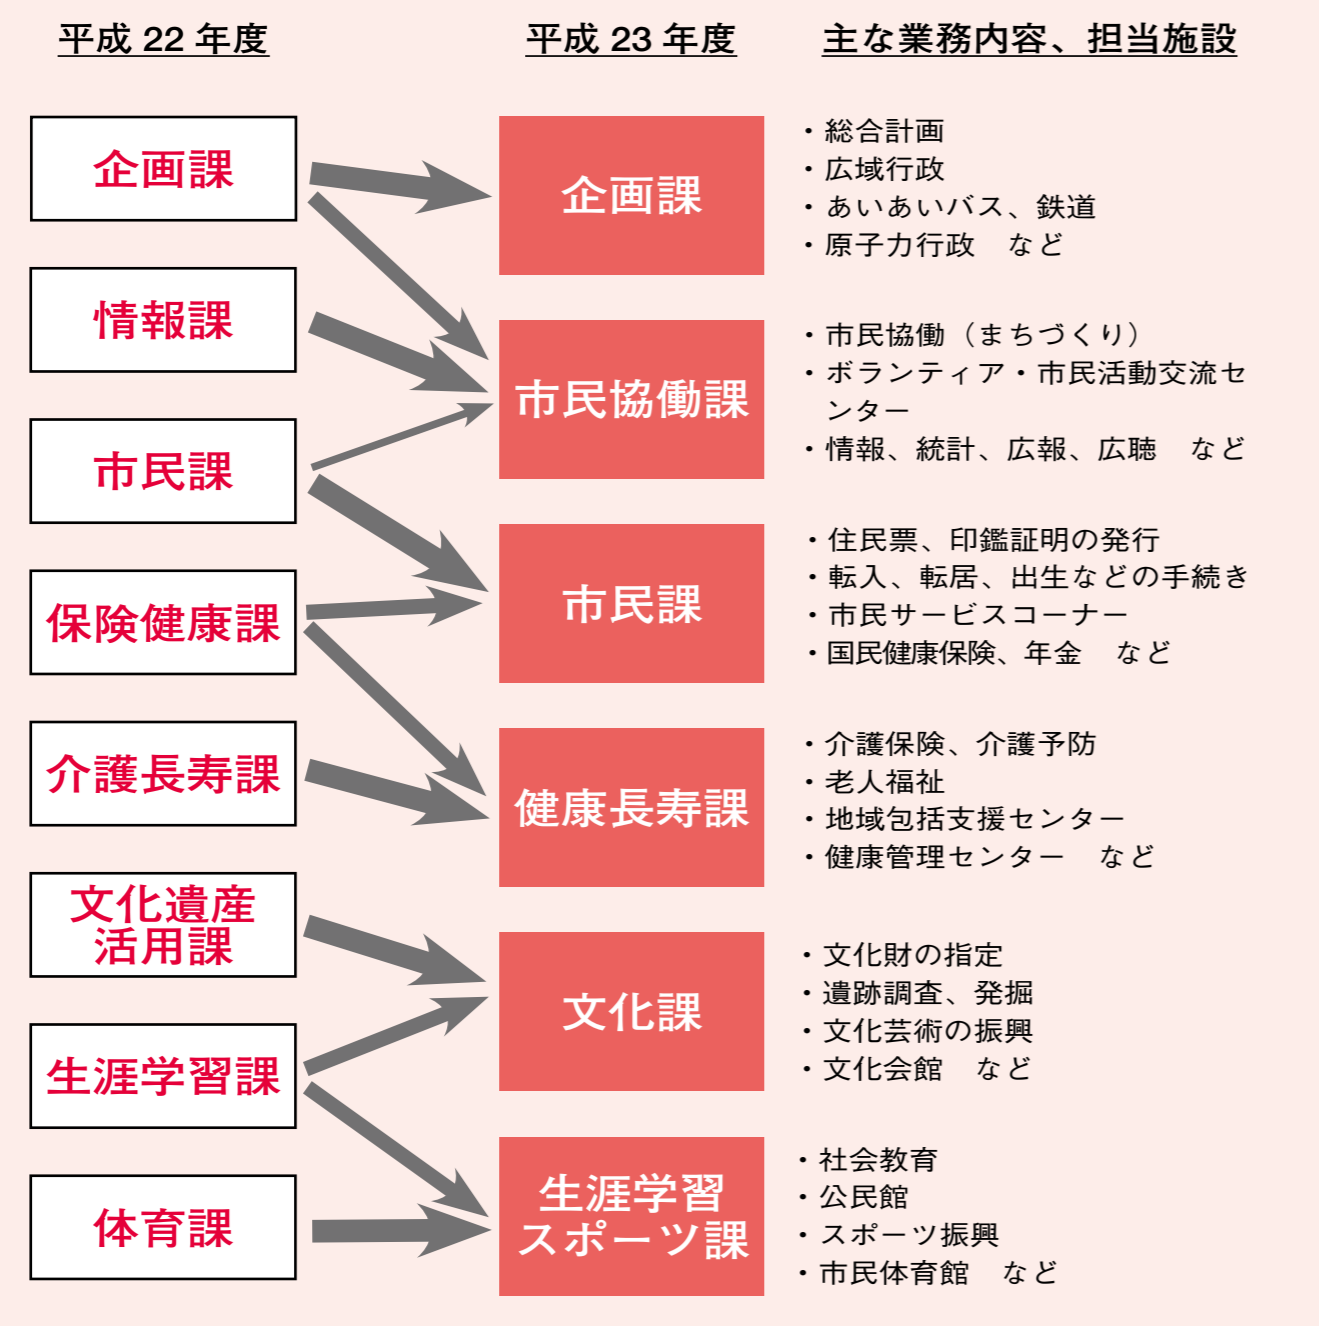 平成 22 年度
平成 23 年度
主な業務内容、担当施設
企画課
情報課
市民課
保険健康課
介護長寿課
文化遺産
活用課
生涯学習課
体育課
企画課
・総合計画
・広域行政
・あいあいバス、鉄道
・原子力行政　など
市民協働課
・市民協働（まちづくり）
・ボランティア・市民活動交流セ
ンター
・情報、統計、広報、広聴　など
市民課
・住民票、印鑑証明の発行
・転入、転居、出生などの手続き
・市民サービスコーナー
・国民健康保険、年金　など
健康長寿課
・介護保険、介護予防
・老人福祉
・地域包括支援センター
・健康管理センター　など
文化課
・文化財の指定
・遺跡調査、発掘
・文化芸術の振興
・文化会館　など
生涯学習
スポーツ課
・社会教育
・公民館
・スポーツ振興
・市民体育館　など